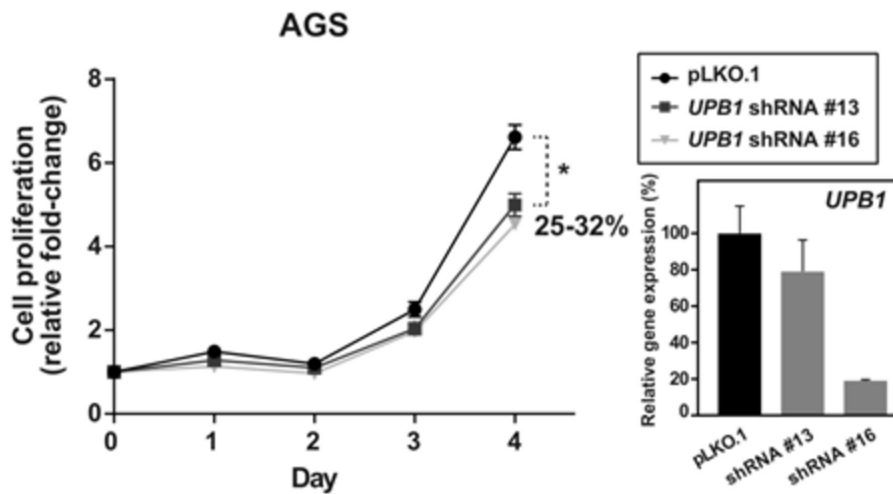 AGS
Cell proliferation
(relative fold-change)
8
6
4
2
0
0 1 2 3 4
Day
*
25-32%
pLKO.1
UPB1 shRNA #13
UPB1 shRNA #16
UPB1
Relative gene expression (%)
100
80
60
40
20
0
pLKO.1
shRNA #13
shRNA #16